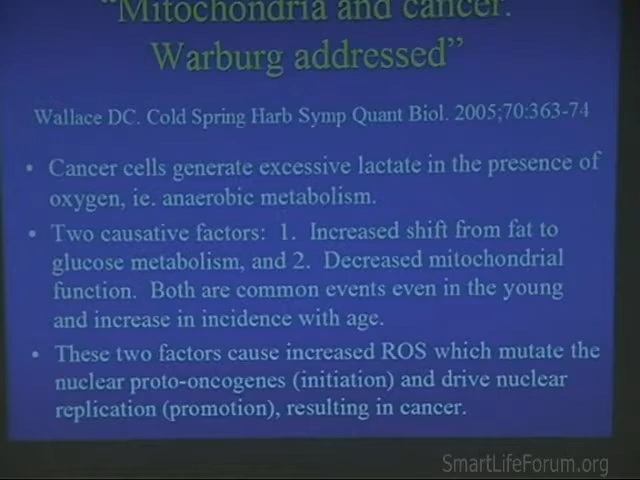 "Mitochondria and cancer.
Warburg addressed"
Wallace DC. Cold Spring Harb Symp Quant Biol. 2005;70:363-74
• Cancer cells generate excessive lactate in the presence of
oxygen, ie. anaerobic metabolism.
• Two causative factors: 1. Increased shift from fat to
glucose metabolism, and 2. Decreased mitochondrial
function. Both are common events even in the young
and increase in incidence with age.
• These two factors cause increased ROS which mutate the
nuclear proto-oncogenes (initiation) and drive nuclear
replication (promotion), resulting in cancer.
SmartLifeForum.org